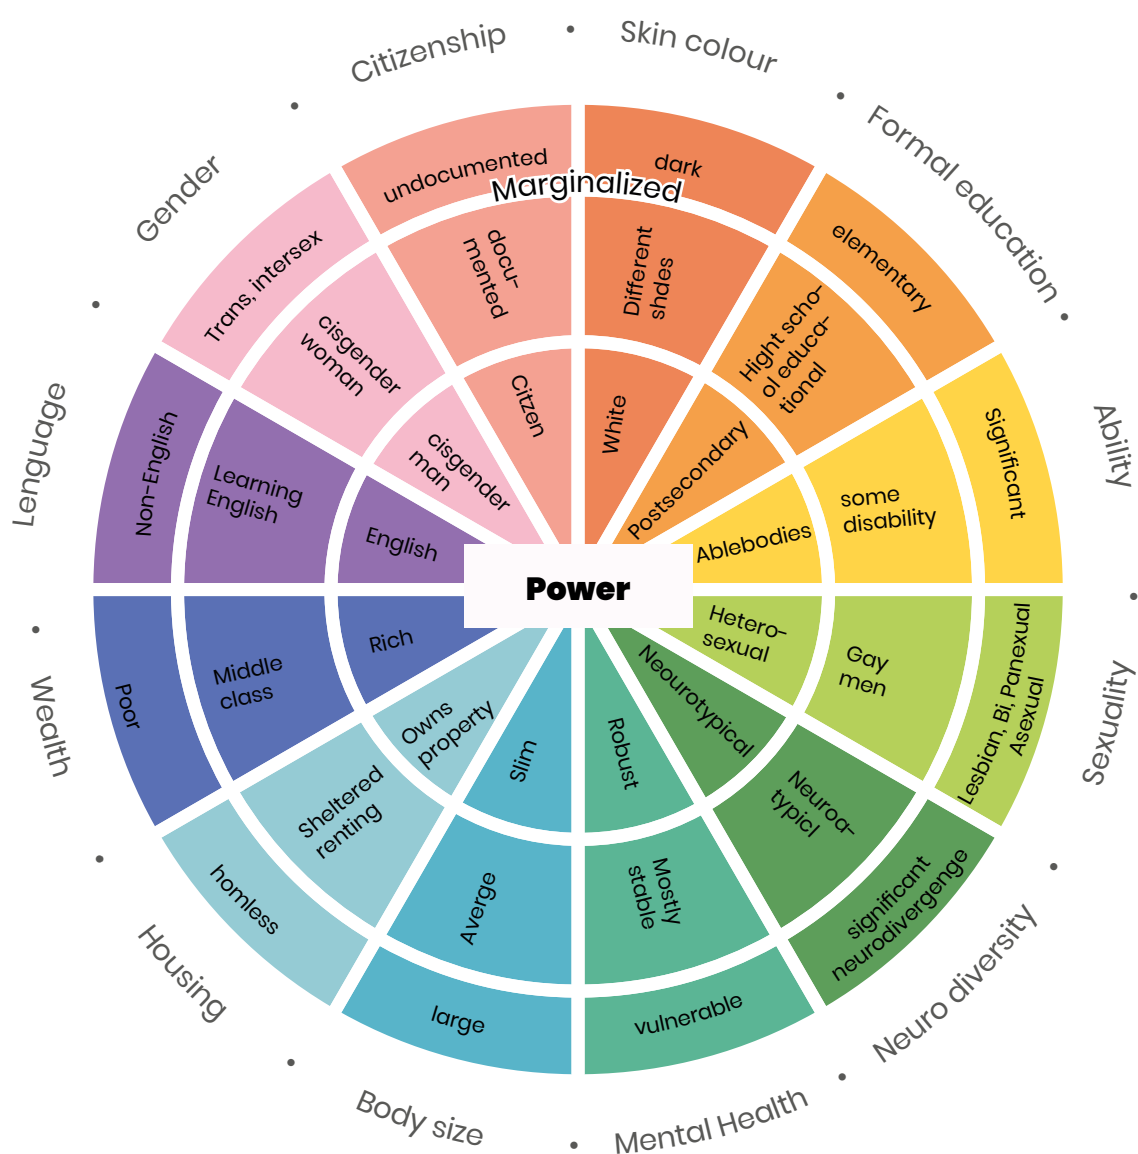 Citizenship
Skin colour
Formal education
Ability
Sexuality
Neuro diversity
Mental Health
Body size
Housing
Wealth
Lenguage
Gender
Marginalized
undocumented
docu-
mented
Citzen
dark
Different
shdes
White
elementary
Hight scho-
ol educa-
tional
Postsecondary
significant
some
disability
Ablebodies
Lesbian, Bi, Panexual
Asexual
Gay
men
Hetero-
sexual
significant
neurodivergenge
Neuroa-
typicl
Neourotypical
vulnerable
Mostly
stable
Robust
large
Averge
Slim
homless
Sheltered
renting
Owns
property
Poor
Middle
class
Rich
Non-English
Learning
English
English
Trans, intersex
cisgender
woman
cisgender
man
Power